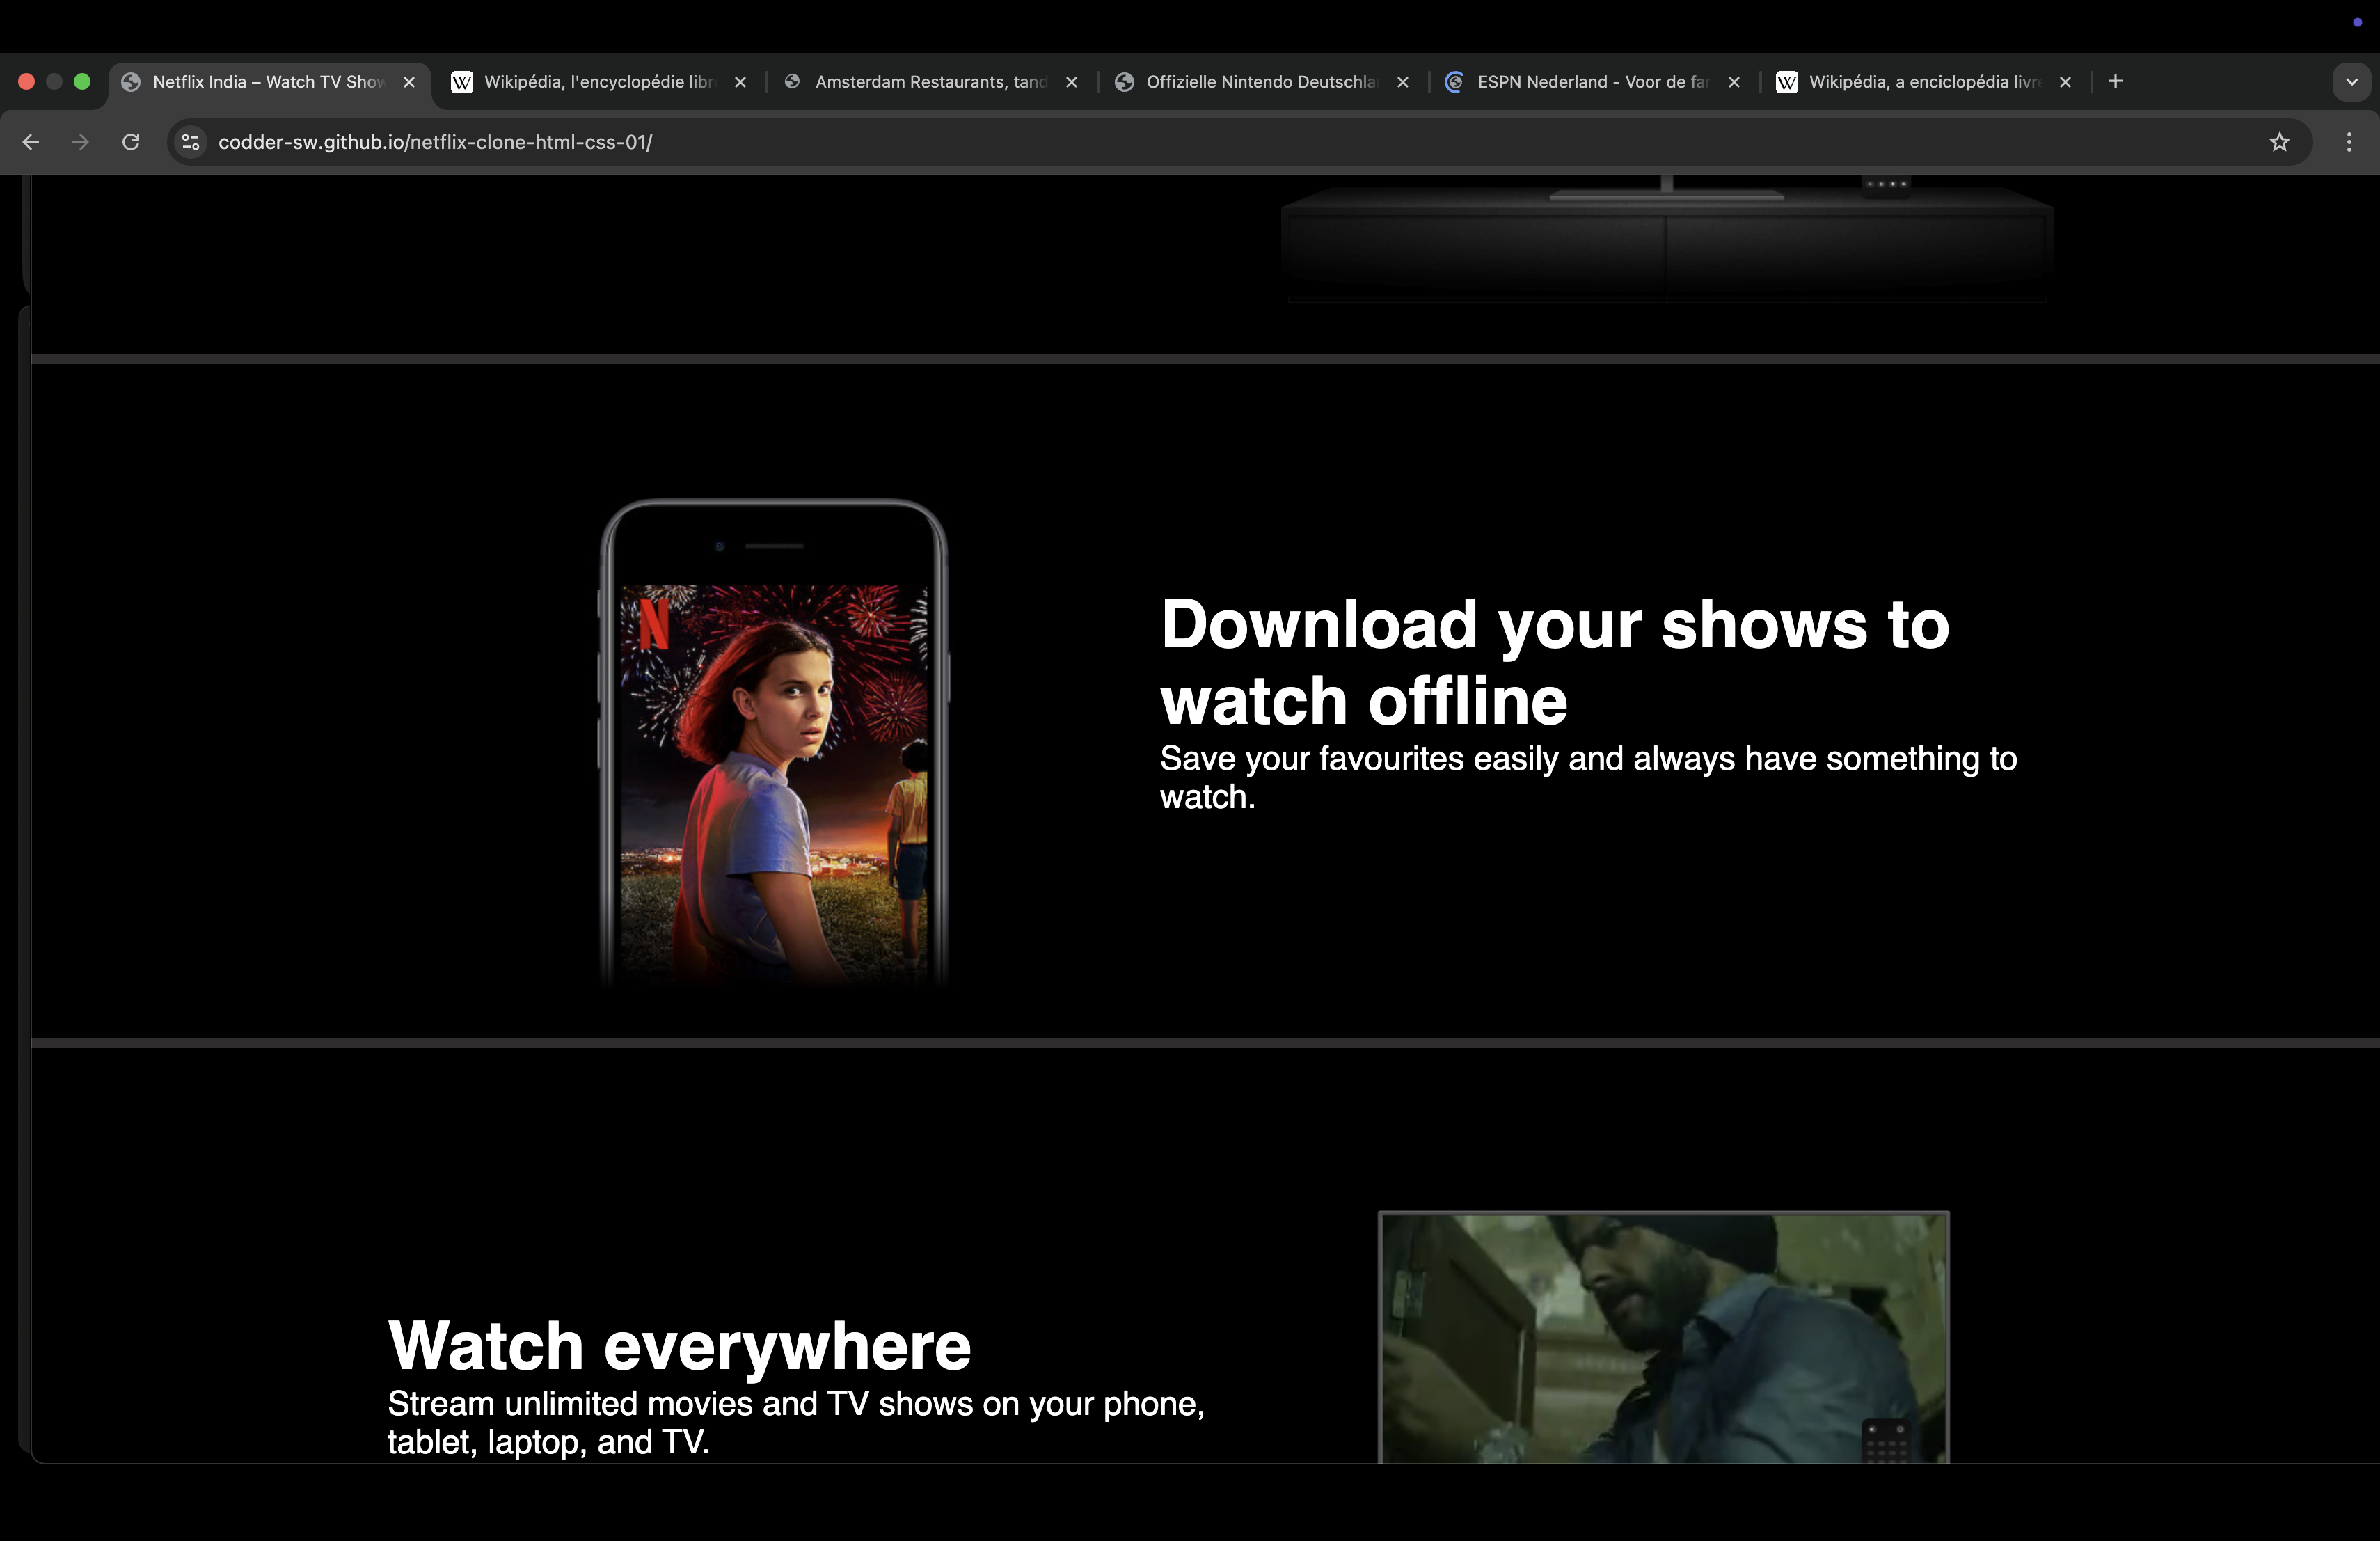 Netflix India – Watch TV Show
Wikipédia, l'encyclopédie libr
Amsterdam Restaurants, tand
Offizielle Nintendo Deutschla
ESPN Nederland - Voor de fa
Wikipédia, a enciclopédia livr
codder-sw.github.io/netflix-clone-html-css-01/
N
Download your shows to
watch offline
Save your favourites easily and always have something to
watch.
Watch everywhere
Stream unlimited movies and TV shows on your phone,
tablet, laptop, and TV.